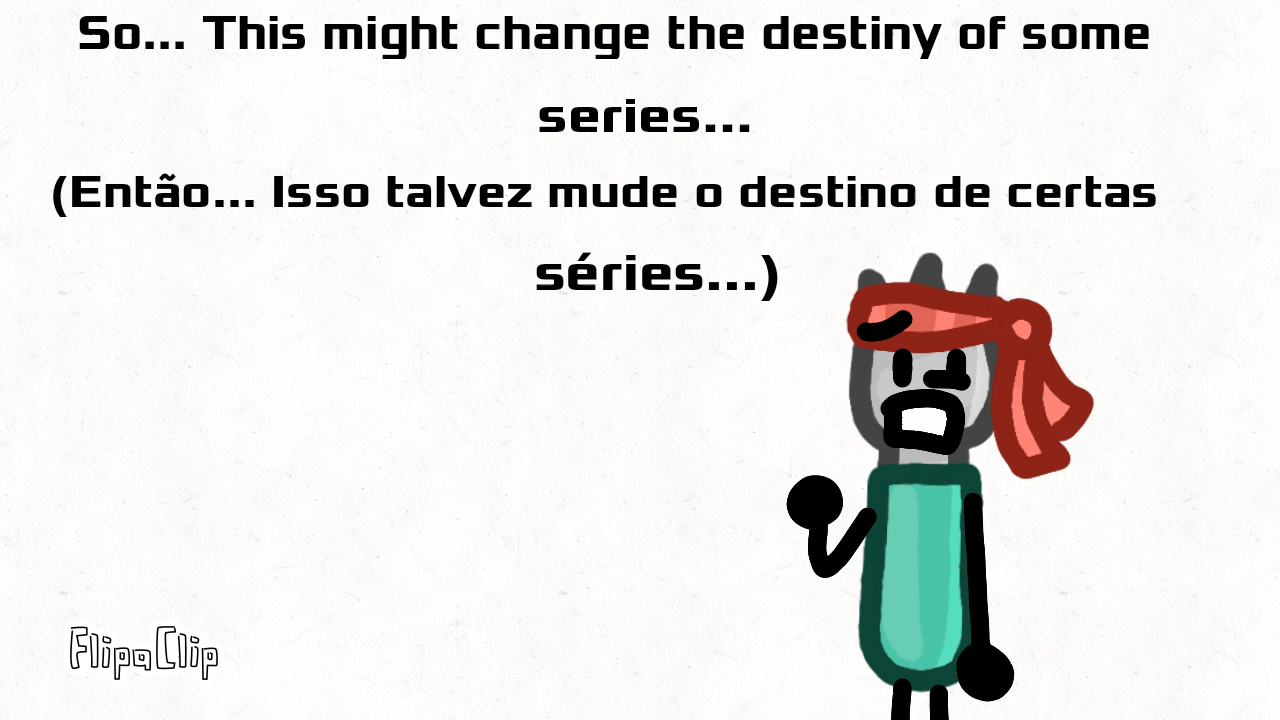 So... This might change the destiny of some
series...
(Então... Isso talvez mude o destino de certas
séries...)
FlipaClip